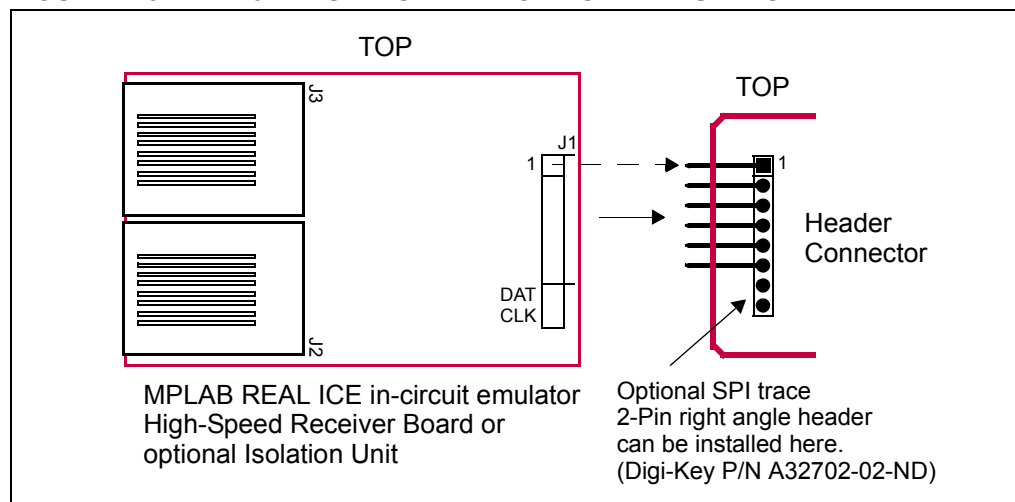 TOP
J3
J1
1
DAT
CLK
J2
MPLAB REAL ICE in-circuit emulator
High-Speed Receiver Board or
optional Isolation Unit
TOP
1
Header
Connector
Optional SPI trace
2-Pin right angle header
can be installed here.
(Digi-Key P/N A32702-02-ND)